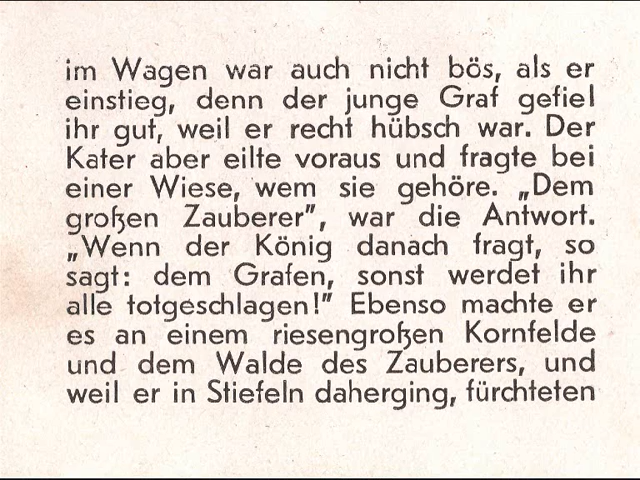 im Wagen war auch nicht bös, als er
einstieg, denn der junge Graf gefiel
ihr gut, weil er recht hübsch war. Der
Kater aber eilte voraus und fragte bei
einer Wiese, wem sie gehöre. „Dem
großen Zauberer", war die Antwort.
„Wenn der König danach fragt, so
sagt: dem Grafen, sonst werdet ihr
alle totgeschlagen!" Ebenso machte er
es an einem riesengroßen Kornfelde
und dem Walde des Zauberers, und
weil er in Stiefeln daherging, fürchteten